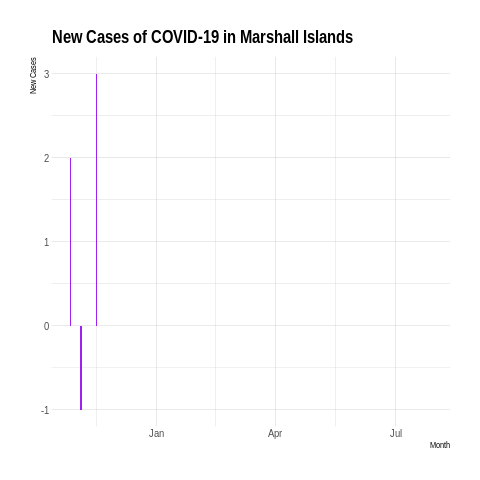 New Cases of COVID-19 in Marshall Islands
New Cases
3
2
1
0
-1
Jan Apr Jul
Month